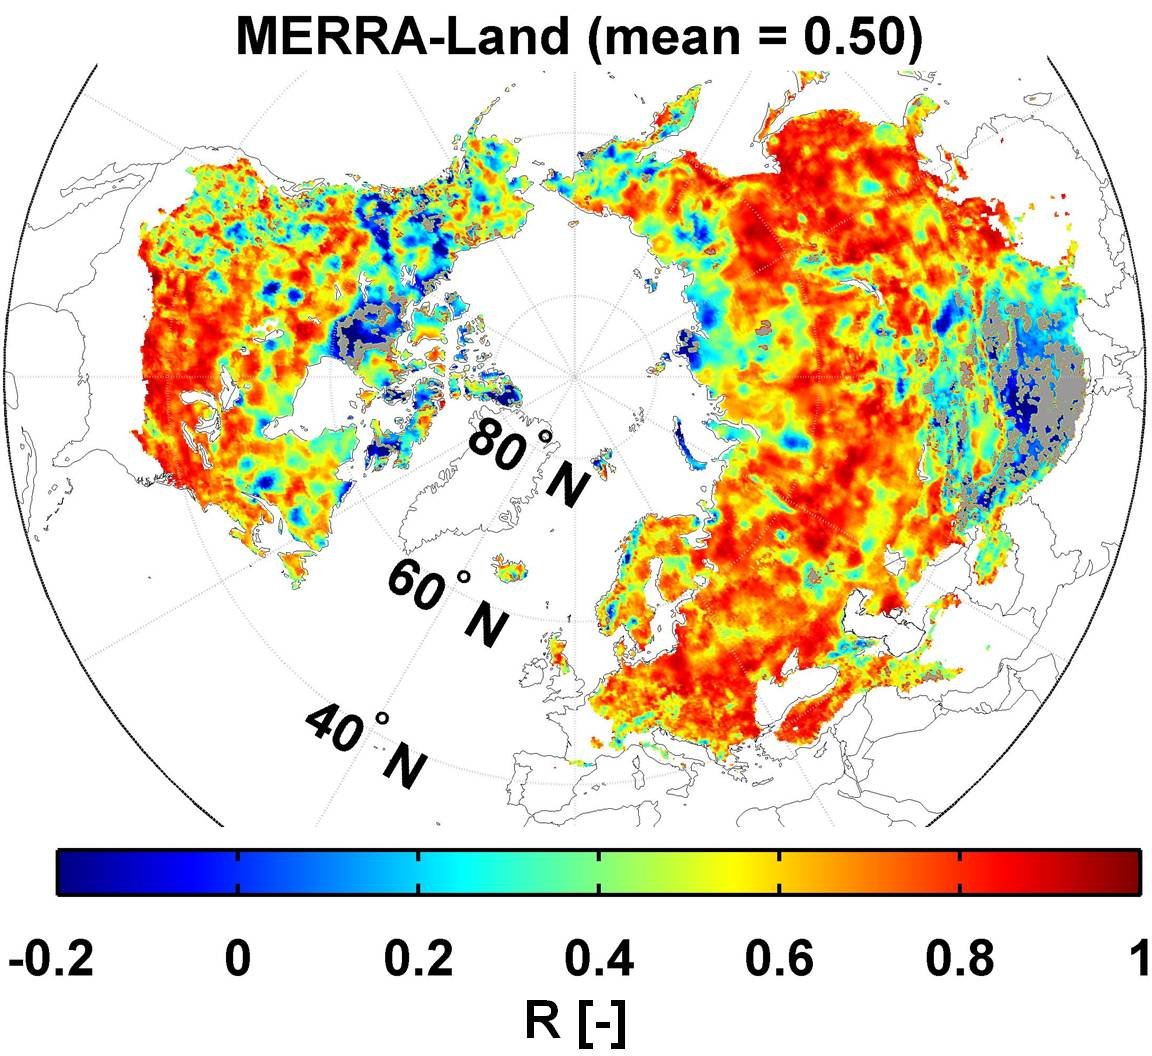 MERRA-Land (mean = 0.50)
80° N
60° N
40° N
-0.2 0 0.2 0.4 0.6 0.8 1
R [-]